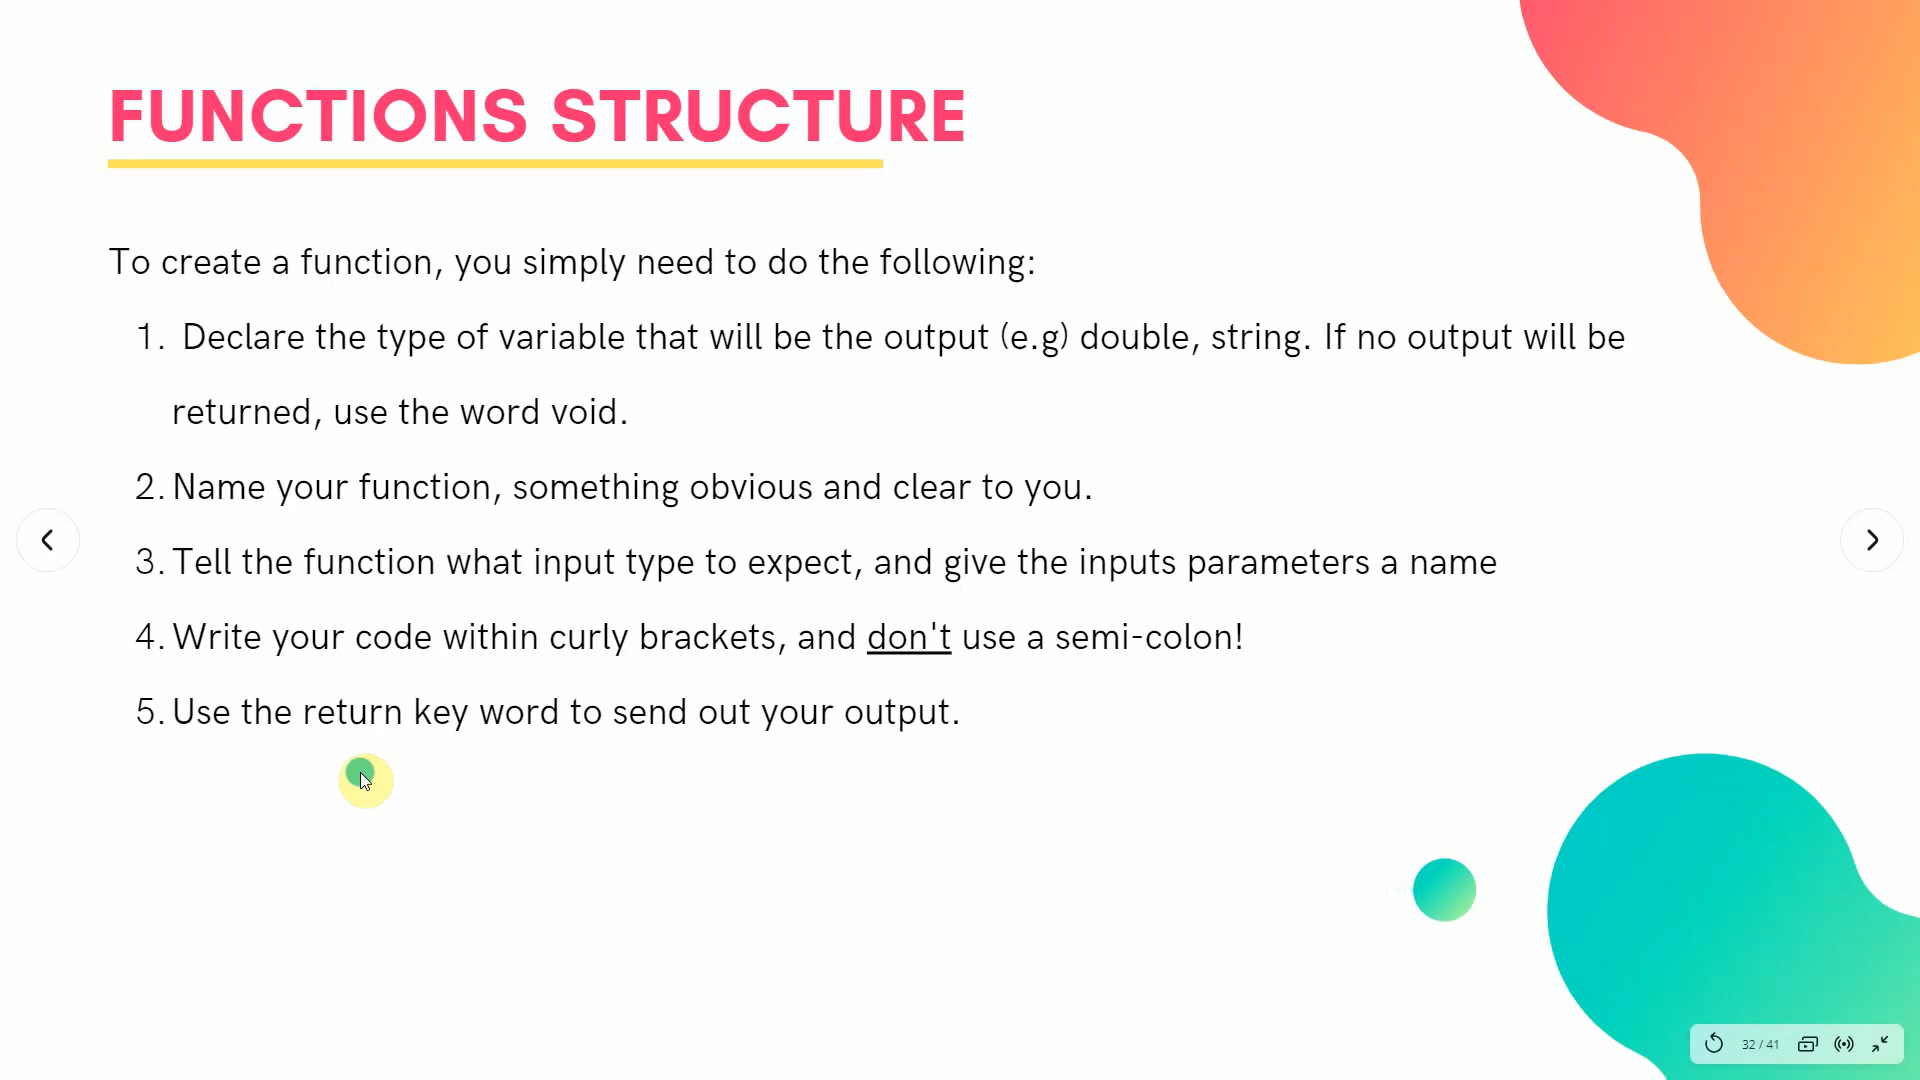 FUNCTIONS STRUCTURE
To create a function, you simply need to do the following:
1. Declare the type of variable that will be the output (e.g) double, string. If no output will be
returned, use the word void.
2. Name your function, something obvious and clear to you.
3. Tell the function what input type to expect, and give the inputs parameters a name
4. Write your code within curly brackets, and don't use a semi-colon!
5. Use the return key word to send out your output.
32 / 41